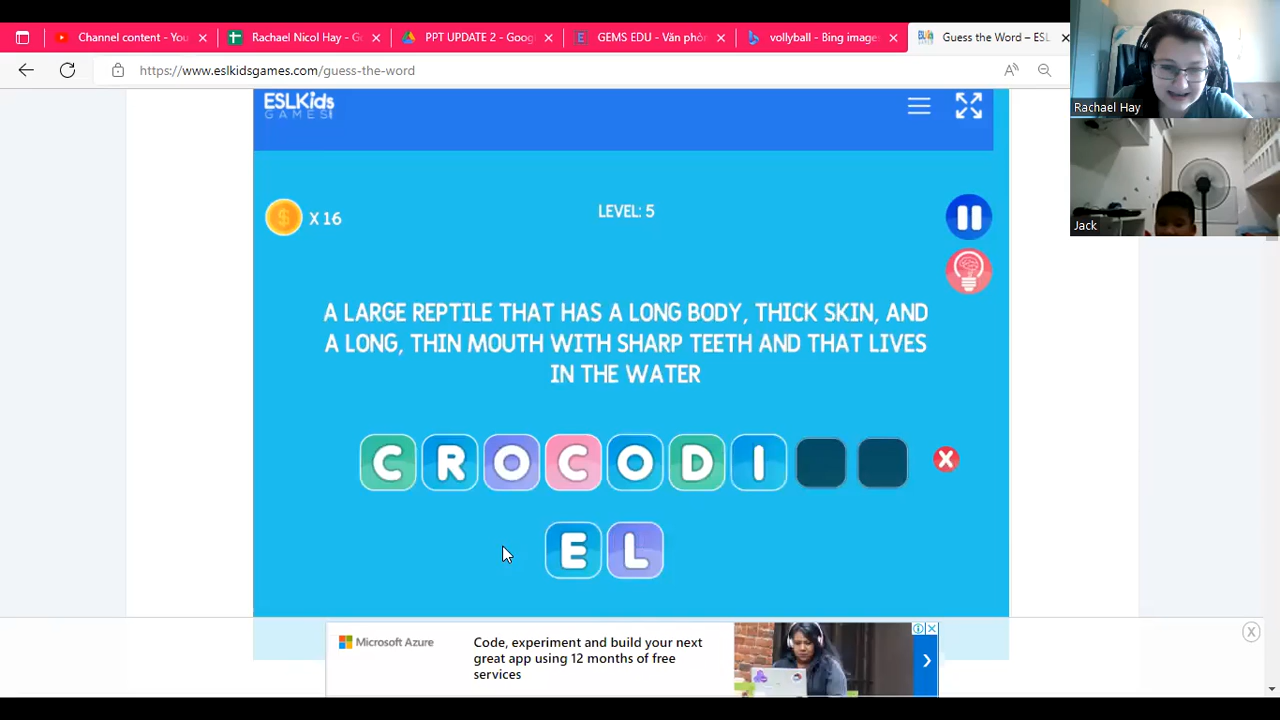 Channel content - You
Rachael Nicol Hay - G
PPT UPDATE 2 - Goog
GEMS EDU - Văn phò
vollyball - Bing image
Guess the Word – ESL
https://www.eslkidsgames.com/guess-the-word
Rachael Hay
Jack
ESLKids
GAMES
X 16
LEVEL: 5
A LARGE REPTILE THAT HAS A LONG BODY, THICK SKIN, AND
A LONG, THIN MOUTH WITH SHARP TEETH AND THAT LIVES
IN THE WATER
C R O C O D I
X
E L
Microsoft Azure
Code, experiment and build your next
great app using 12 months of free
services